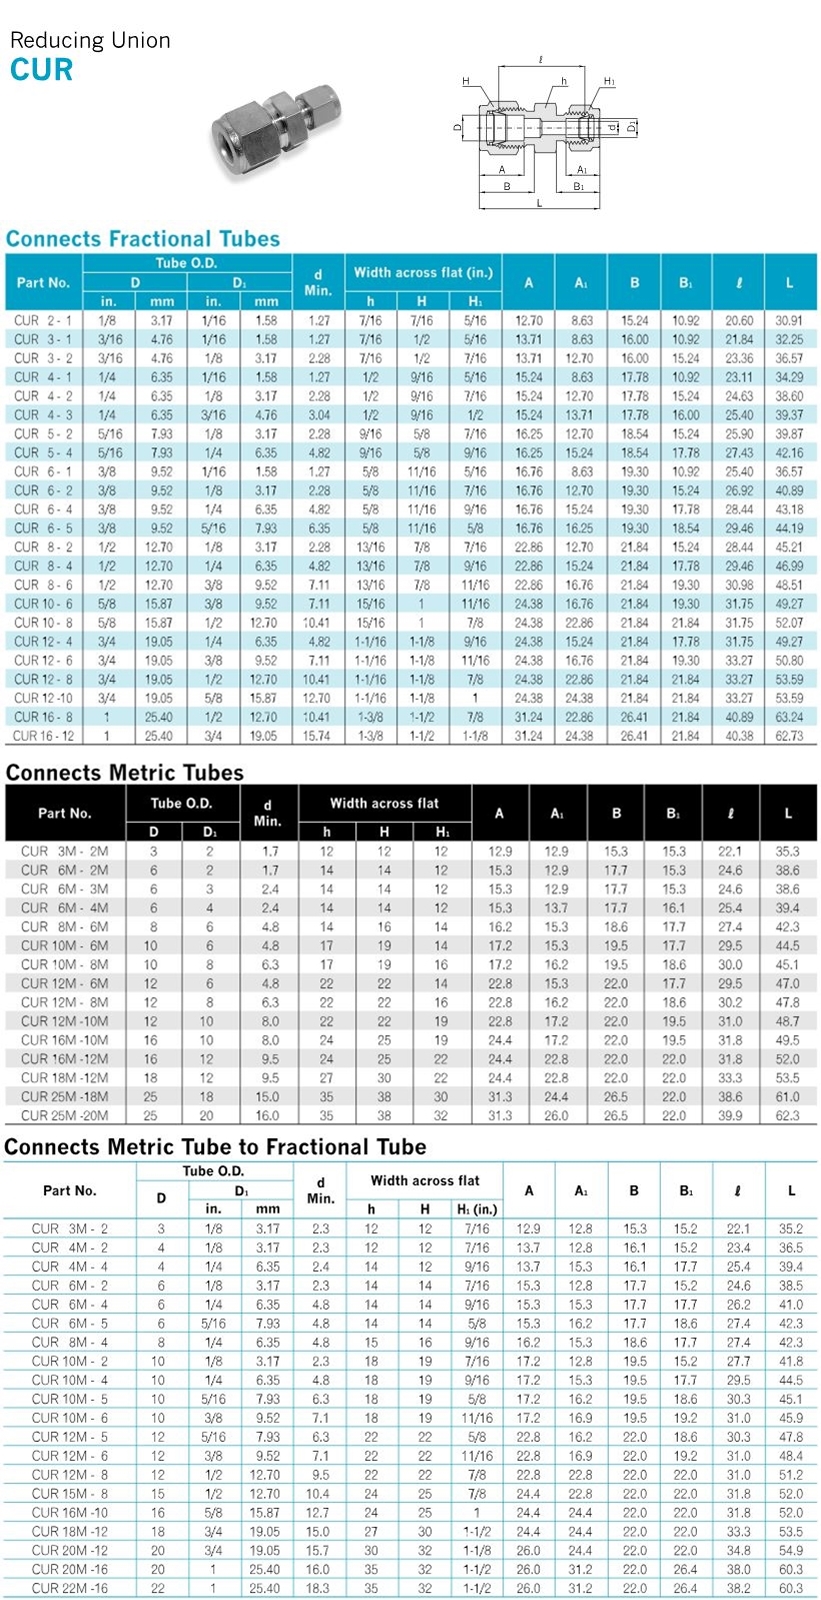 Reducing Union
CUR
ℓ
H h H₁
D d D₁
A A₁
B B₁
L
Connects Fractional Tubes
Part No. Tube O.D. d Min. Width across flat (in.) A A₁ B B₁ ℓ L
D D₁
in. mm in. mm h H H₁
CUR 2 - 1 1/8 3.17 1/16 1.58 1.27 7/16 7/16 5/16 12.70 8.63 15.24 10.92 20.60 30.91
CUR 3 - 1 3/16 4.76 1/16 1.58 1.27 7/16 1/2 5/16 13.71 8.63 16.00 10.92 21.84 32.25
CUR 3 - 2 3/16 4.76 1/8 3.17 2.28 7/16 1/2 7/16 13.71 12.70 16.00 15.24 23.36 36.57
CUR 4 - 1 1/4 6.35 1/16 1.58 1.27 1/2 9/16 5/16 15.24 8.63 17.78 10.92 23.11 34.29
CUR 4 - 2 1/4 6.35 1/8 3.17 2.28 1/2 9/16 7/16 15.24 12.70 17.78 15.24 24.63 38.60
CUR 4 - 3 1/4 6.35 3/16 4.76 3.04 1/2 9/16 1/2 15.24 13.71 17.78 16.00 25.40 39.37
CUR 5 - 2 5/16 7.93 1/8 3.17 2.28 9/16 5/8 7/16 16.25 12.70 18.54 15.24 25.90 39.87
CUR 5 - 4 5/16 7.93 1/4 6.35 4.82 9/16 5/8 9/16 16.25 15.24 18.54 17.78 27.43 42.16
CUR 6 - 1 3/8 9.52 1/16 1.58 1.27 5/8 11/16 5/16 16.76 8.63 19.30 10.92 25.40 36.57
CUR 6 - 2 3/8 9.52 1/8 3.17 2.28 5/8 11/16 7/16 16.76 12.70 19.30 15.24 26.92 40.89
CUR 6 - 4 3/8 9.52 1/4 6.35 4.82 5/8 11/16 9/16 16.76 15.24 19.30 17.78 28.44 43.18
CUR 6 - 5 3/8 9.52 5/16 7.93 6.35 5/8 11/16 5/8 16.76 16.25 19.30 18.54 29.46 44.19
CUR 8 - 2 1/2 12.70 1/8 3.17 2.28 13/16 7/8 7/16 22.86 12.70 21.84 15.24 28.44 45.21
CUR 8 - 4 1/2 12.70 1/4 6.35 4.82 13/16 7/8 9/16 22.86 15.24 21.84 17.78 29.46 46.99
CUR 8 - 6 1/2 12.70 3/8 9.52 7.11 13/16 7/8 11/16 22.86 16.76 21.84 19.30 30.98 48.51
CUR 10 - 6 5/8 15.87 3/8 9.52 7.11 15/16 1 11/16 24.38 16.76 21.84 19.30 31.75 49.27
CUR 10 - 8 5/8 15.87 1/2 12.70 10.41 15/16 1 7/8 24.38 22.86 21.84 21.84 31.75 52.07
CUR 12 - 4 3/4 19.05 1/4 6.35 4.82 1-1/16 1-1/8 9/16 24.38 15.24 21.84 17.78 31.75 49.27
CUR 12 - 6 3/4 19.05 3/8 9.52 7.11 1-1/16 1-1/8 11/16 24.38 16.76 21.84 19.30 33.27 50.80
CUR 12 - 8 3/4 19.05 1/2 12.70 10.41 1-1/16 1-1/8 7/8 24.38 22.86 21.84 21.84 33.27 53.59
CUR 12 -10 3/4 19.05 5/8 15.87 12.70 1-1/16 1-1/8 1 24.38 24.38 21.84 21.84 33.27 53.59
CUR 16 - 8 1 25.40 1/2 12.70 10.41 1-3/8 1-1/2 7/8 31.24 22.86 26.41 21.84 40.89 63.24
CUR 16 - 12 1 25.40 3/4 19.05 15.74 1-3/8 1-1/2 1-1/8 31.24 24.38 26.41 21.84 40.38 62.73
Connects Metric Tubes
Part No. Tube O.D. d Min. Width across flat A A₁ B B₁ ℓ L
D D₁ h H H₁
CUR 3M - 2M 3 2 1.7 12 12 12 12.9 12.9 15.3 15.3 22.1 35.3
CUR 6M - 2M 6 2 1.7 14 14 12 15.3 12.9 17.7 15.3 24.6 38.6
CUR 6M - 3M 6 3 2.4 14 14 12 15.3 12.9 17.7 15.3 24.6 38.6
CUR 6M - 4M 6 4 2.4 14 14 12 15.3 13.7 17.7 16.1 25.4 39.4
CUR 8M - 6M 8 6 4.8 14 16 14 16.2 15.3 18.6 17.7 27.4 42.3
CUR 10M - 6M 10 6 4.8 17 19 14 17.2 15.3 19.5 17.7 29.5 44.5
CUR 10M - 8M 10 8 6.3 17 19 16 17.2 16.2 19.5 18.6 30.0 45.1
CUR 12M - 6M 12 6 4.8 22 22 14 22.8 15.3 22.0 17.7 29.5 47.0
CUR 12M - 8M 12 8 6.3 22 22 16 22.8 16.2 22.0 18.6 30.2 47.8
CUR 12M -10M 12 10 8.0 22 22 19 22.8 17.2 22.0 19.5 31.0 48.7
CUR 16M -10M 16 10 8.0 24 25 19 24.4 17.2 22.0 19.5 31.8 49.5
CUR 16M -12M 16 12 9.5 24 25 22 24.4 22.8 22.0 22.0 31.8 52.0
CUR 18M -12M 18 12 9.5 27 30 22 24.4 22.8 22.0 22.0 33.3 53.5
CUR 25M -18M 25 18 15.0 35 38 30 31.3 24.4 26.5 22.0 38.6 61.0
CUR 25M -20M 25 20 16.0 35 38 32 31.3 26.0 26.5 22.0 39.9 62.3
Connects Metric Tube to Fractional Tube
Part No. Tube O.D. d Min. Width across flat A A₁ B B₁ ℓ L
D D₁
in. mm h H H₁ (in.)
CUR 3M - 2 3 1/8 3.17 2.3 12 12 7/16 12.9 12.8 15.3 15.2 22.1 35.2
CUR 4M - 2 4 1/8 3.17 2.3 12 12 7/16 13.7 12.8 16.1 15.2 23.4 36.5
CUR 4M - 4 4 1/4 6.35 2.4 14 12 9/16 13.7 15.3 16.1 17.7 25.4 39.4
CUR 6M - 2 6 1/8 3.17 2.3 14 14 7/16 15.3 12.8 17.7 15.2 24.6 38.5
CUR 6M - 4 6 1/4 6.35 4.8 14 14 9/16 15.3 15.3 17.7 17.7 26.2 41.0
CUR 6M - 5 6 5/16 7.93 4.8 14 14 5/8 15.3 16.2 17.7 18.6 27.4 42.3
CUR 8M - 4 8 1/4 6.35 4.8 15 16 9/16 16.2 15.3 18.6 17.7 27.4 42.3
CUR 10M - 2 10 1/8 3.17 2.3 18 19 7/16 17.2 12.8 19.5 15.2 27.7 41.8
CUR 10M - 4 10 1/4 6.35 4.8 18 19 9/16 17.2 15.3 19.5 17.7 29.5 44.5
CUR 10M - 5 10 5/16 7.93 6.3 18 19 5/8 17.2 16.2 19.5 18.6 30.3 45.1
CUR 10M - 6 10 3/8 9.52 7.1 18 19 11/16 17.2 16.9 19.5 19.2 31.0 45.9
CUR 12M - 5 12 5/16 7.93 6.3 22 22 5/8 22.8 16.2 22.0 18.6 30.3 47.8
CUR 12M - 6 12 3/8 9.52 7.1 22 22 11/16 22.8 16.9 22.0 19.2 31.0 48.4
CUR 12M - 8 12 1/2 12.70 9.5 22 22 7/8 22.8 22.8 22.0 22.0 31.0 51.2
CUR 15M - 8 15 1/2 12.70 10.4 24 25 7/8 24.4 22.8 22.0 22.0 31.8 52.0
CUR 16M -10 16 5/8 15.87 12.7 24 25 1 24.4 24.4 22.0 22.0 31.8 52.0
CUR 18M -12 18 3/4 19.05 15.0 27 30 1-1/2 24.4 24.4 22.0 22.0 33.3 53.5
CUR 20M -12 20 3/4 19.05 15.7 30 32 1-1/8 26.0 24.4 22.0 22.0 34.8 54.9
CUR 20M -16 20 1 25.40 16.0 35 32 1-1/2 26.0 31.2 22.0 26.4 38.0 60.3
CUR 22M -16 22 1 25.40 18.3 35 32 1-1/2 26.0 31.2 22.0 26.4 38.2 60.3